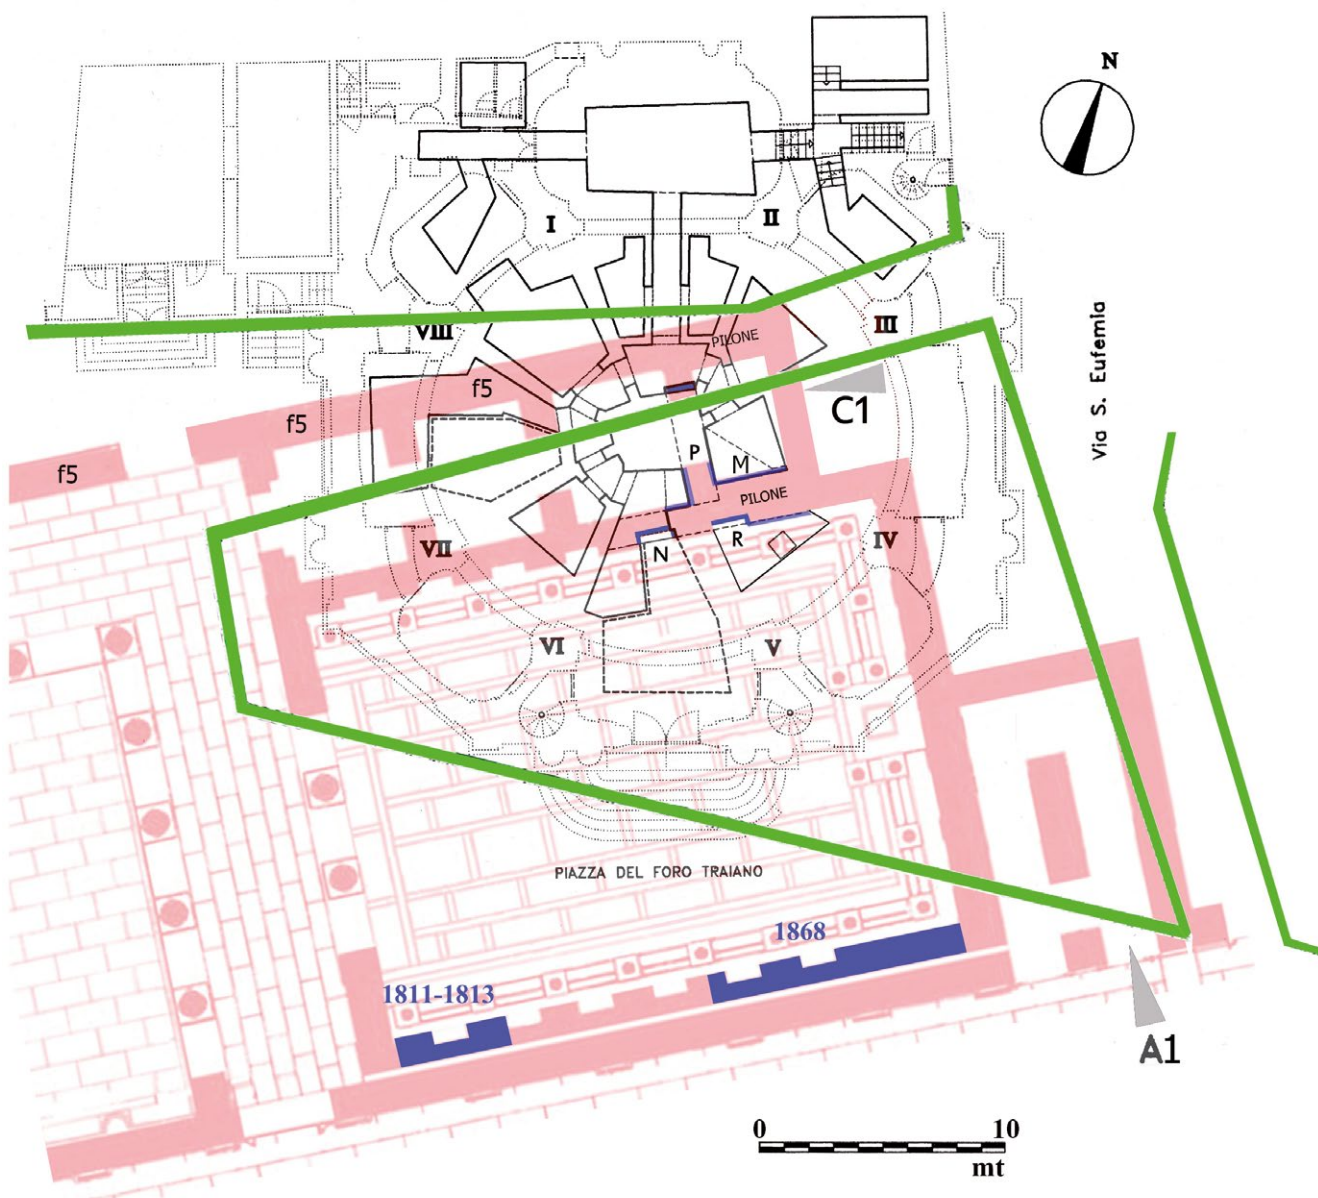 N
I
II
VIII
III
PILONE
f5
f5
f5
C1
Via S. Eufemia
P
M
PILONE
VII
N
R
IV
VI
V
PIAZZA DEL FORO TRAIANO
1868
1811-1813
A1
0 10
mt